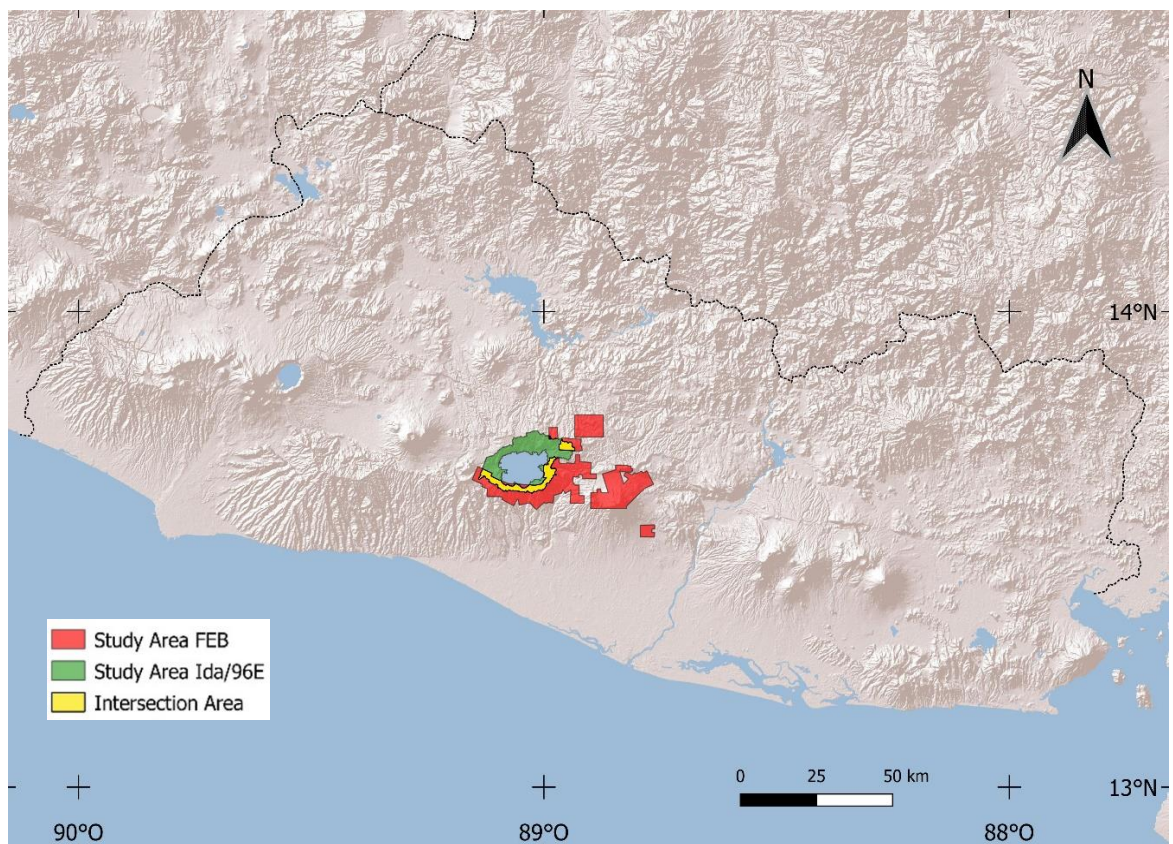 N
14°N
Study Area FEB
Study Area Ida/96E
Intersection Area
0 25 50 km
13°N
90°O 89°O 88°O